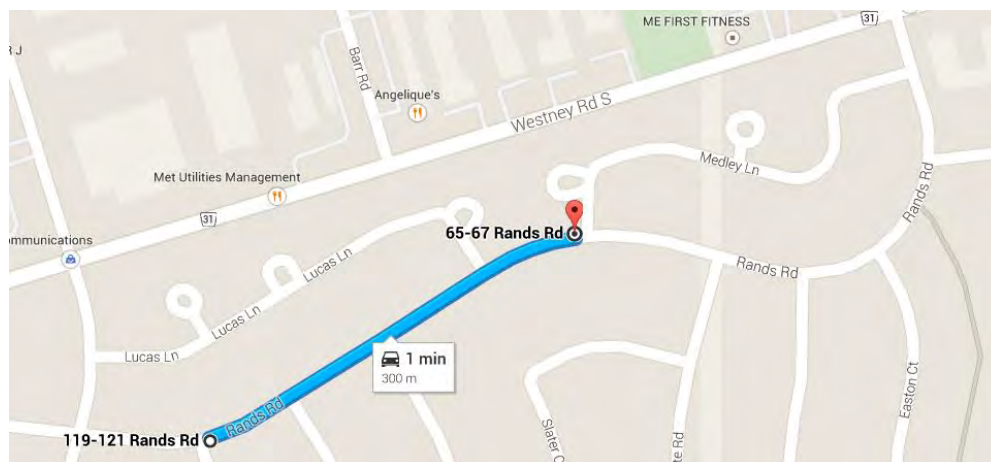 ME FIRST FITNESS
31
R J
Barr Rd
Angelique's
Westney Rd S
Medley Ln
Met Utilities Management
Rands Rd
31
65-67 Rands Rd
ommunications
Lucas Ln
Rands Rd
Lucas Ln
Lucas Ln
1 min
300 m
Easton Ct
Rands Rd
119-121 Rands Rd
Slater C
te Rd